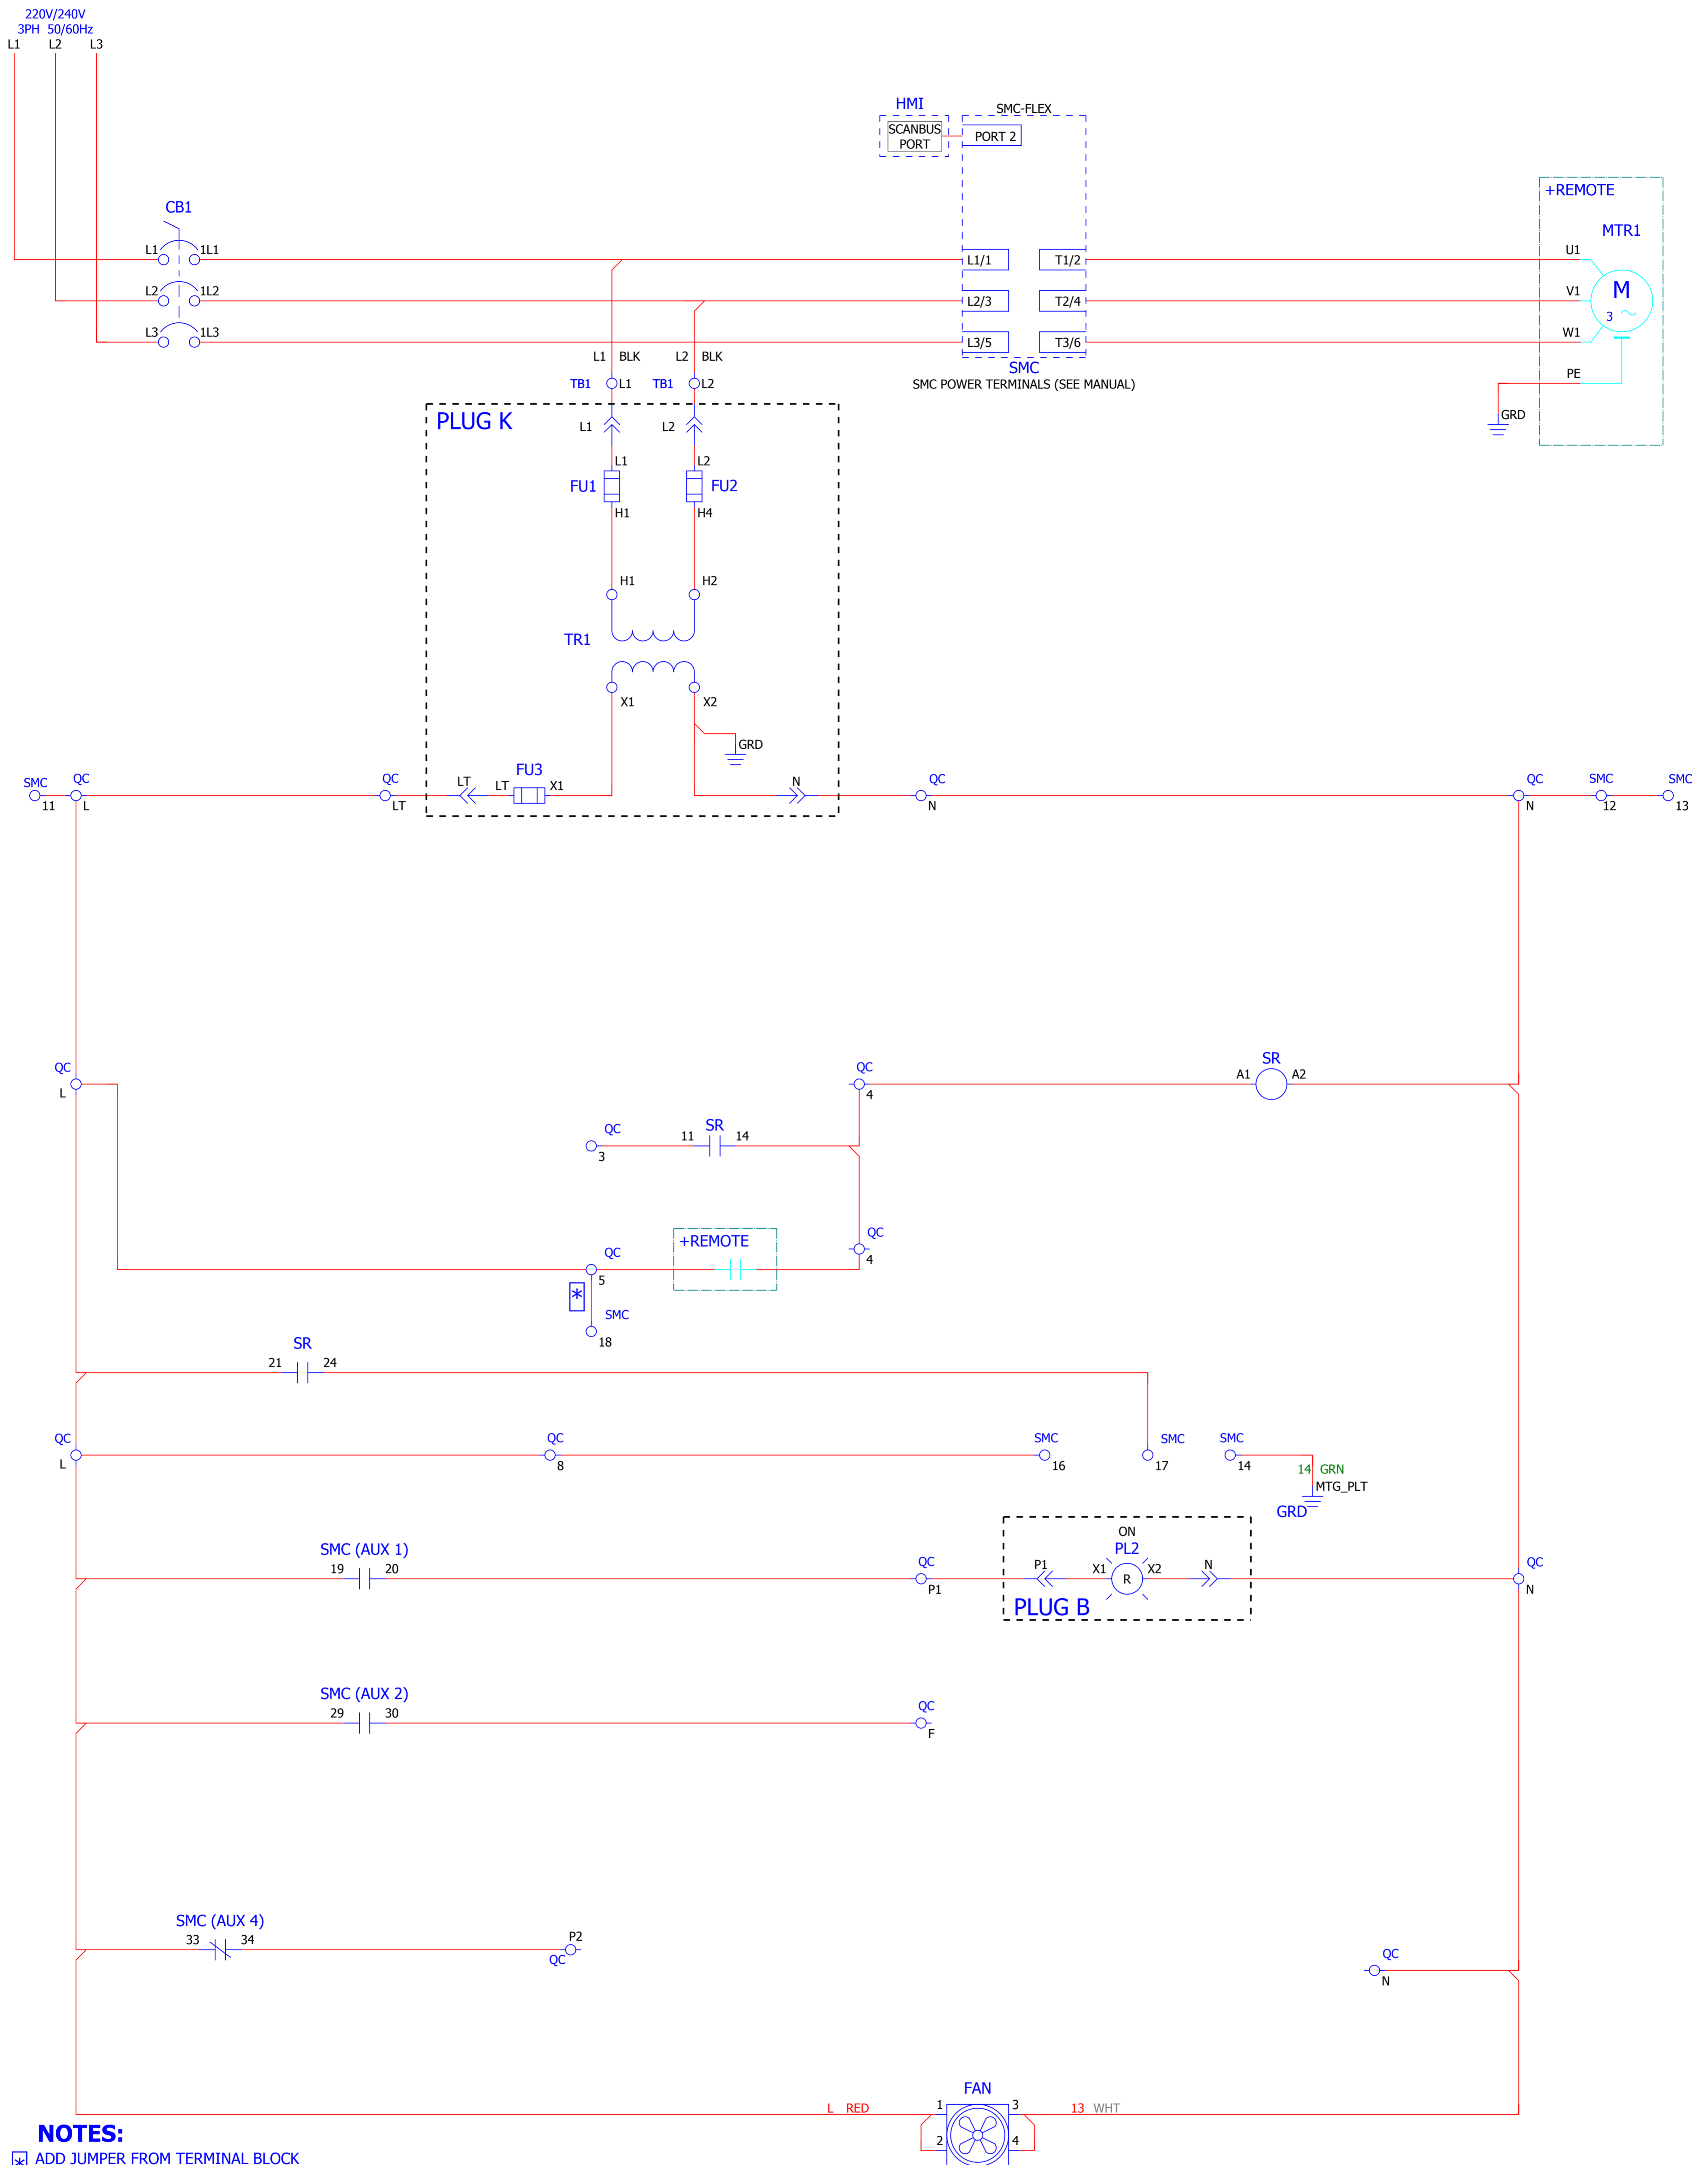 220V/240V
3PH 50/60Hz
L1 L2 L3
HMI
SMC-FLEX
SCANBUS
PORT
PORT 2
+REMOTE
CB1
MTR1
L1 1L1
L1/1 T1/2
U1
L2 1L2
L2/3 T2/4
V1
M
3
L3 1L3
L3/5 T3/6
W1
L1 BLK L2 BLK
SMC
SMC POWER TERMINALS (SEE MANUAL)
PE
TB1 L1 TB1 L2
GRD
PLUG K
L1 L2
L1 L2
FU1 FU2
H1 H4
H1 H2
TR1
X1 X2
GRD
FU3
SMC QC QC LT LT X1 N QC QC SMC SMC
11 L LT N N 12 13
QC QC SR
A1 A2
L 4
QC SR
11 14
3
QC
+REMOTE
QC
4
5
*
SMC
18
SR
21 24
QC QC SMC SMC SMC
L 8 16 17 14
14 GRN
MTG_PLT
GRD
ON
SMC (AUX 1) PL2
19 20 QC P1 X1 X2 N QC
R
P1 N
PLUG B
SMC (AUX 2)
29 30 QC
F
SMC (AUX 4)
33 34 P2
QC QC
N
FAN
L RED 1 3 13 WHT
2 4
NOTES:
* ADD JUMPER FROM TERMINAL BLOCK